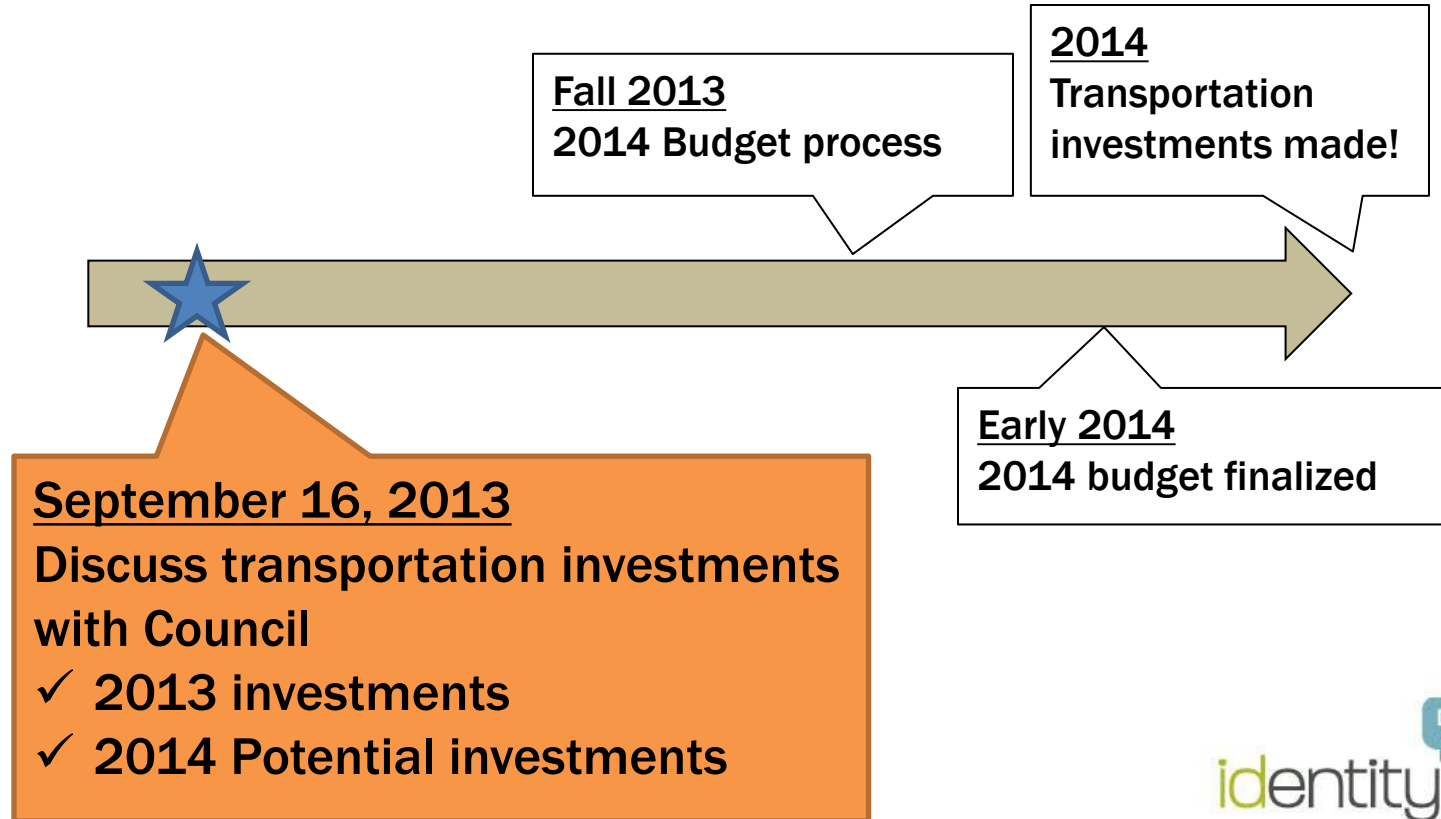 Fall 2013
2014 Budget process
2014
Transportation
investments made!
September 16, 2013
Discuss transportation investments
with Council
✓ 2013 investments
✓ 2014 Potential investments
Early 2014
2014 budget finalized
identity